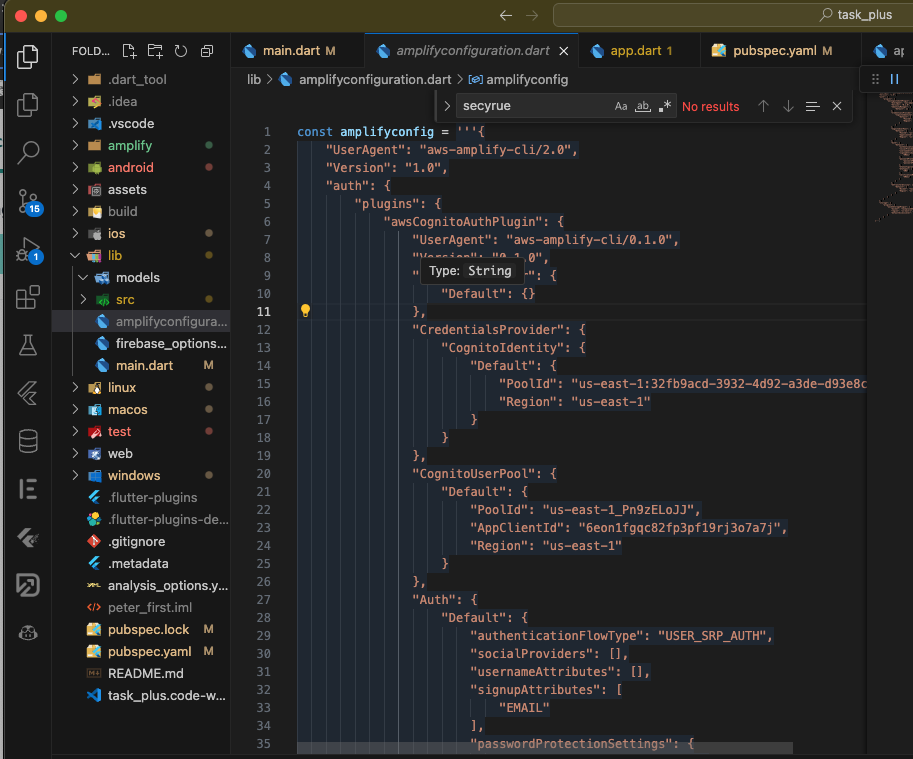 task_plus
FOLD...
main.dart M
amplifyconfiguration.dart
app.dart 1
pubspec.yaml M
lib > amplifyconfiguration.dart > amplifyconfig
secyrue
Aa ab .*
No results
.dart_tool
.idea
.vscode
amplify
android
assets
build
ios
lib
models
src
amplifyconfigura...
firebase_options...
main.dart M
linux
macos
test
web
windows
.flutter-plugins
.flutter-plugins-de...
.gitignore
.metadata
analysis_options.y...
peter_first.iml
pubspec.lock M
pubspec.yaml M
README.md
task_plus.code-w...
15
1
1 const amplifyconfig = '''{
2 "UserAgent": "aws-amplify-cli/2.0",
3 "Version": "1.0",
4 "auth": {
5 "plugins": {
6 "awsCognitoAuthPlugin": {
7 "UserAgent": "aws-amplify-cli/0.1.0",
8 "Version": "0.1.0",
Type: String
9 " ": {
10 "Default": {}
11 },
12 "CredentialsProvider": {
13 "CognitoIdentity": {
14 "Default": {
15 "PoolId": "us-east-1:32fb9acd-3932-4d92-a3de-d93e8c
16 "Region": "us-east-1"
17 }
18 }
19 },
20 "CognitoUserPool": {
21 "Default": {
22 "PoolId": "us-east-1_Pn9zELoJJ",
23 "AppClientId": "6eon1fgqc82fp3pf19rj3o7a7j",
24 "Region": "us-east-1"
25 }
26 },
27 "Auth": {
28 "Default": {
29 "authenticationFlowType": "USER_SRP_AUTH",
30 "socialProviders": [],
31 "usernameAttributes": [],
32 "signupAttributes": [
33 "EMAIL"
34 ],
35 "passwordProtectionSettings": {